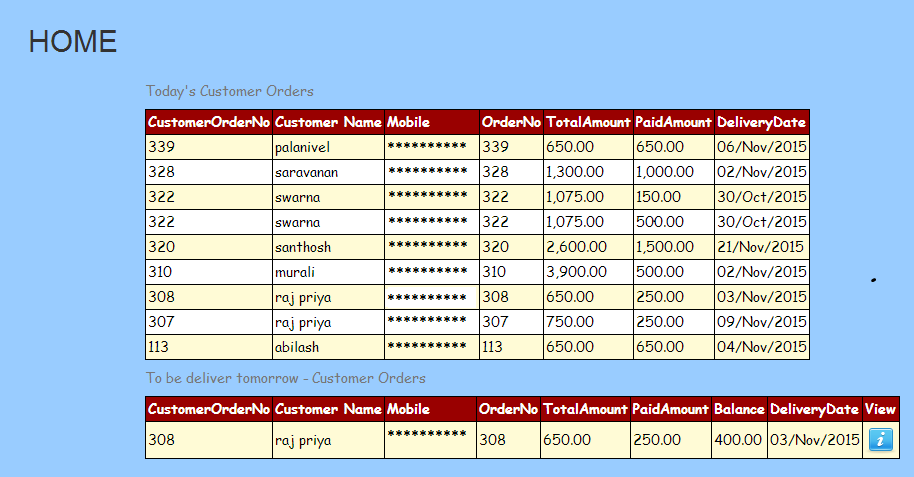 HOME
Today's Customer Orders
CustomerOrderNo Customer Name Mobile OrderNo TotalAmount PaidAmount DeliveryDate
339 palanivel ********** 339 650.00 650.00 06/Nov/2015
328 saravanan ********** 328 1,300.00 1,000.00 02/Nov/2015
322 swarna ********** 322 1,075.00 150.00 30/Oct/2015
322 swarna ********** 322 1,075.00 500.00 30/Oct/2015
320 santhosh ********** 320 2,600.00 1,500.00 21/Nov/2015
310 murali ********** 310 3,900.00 500.00 02/Nov/2015
308 raj priya ********** 308 650.00 250.00 03/Nov/2015
307 raj priya ********** 307 750.00 250.00 09/Nov/2015
113 abilash ********** 113 650.00 650.00 04/Nov/2015
To be deliver tomorrow - Customer Orders
CustomerOrderNo Customer Name Mobile OrderNo TotalAmount PaidAmount Balance DeliveryDate View
308 raj priya ********** 308 650.00 250.00 400.00 03/Nov/2015 i